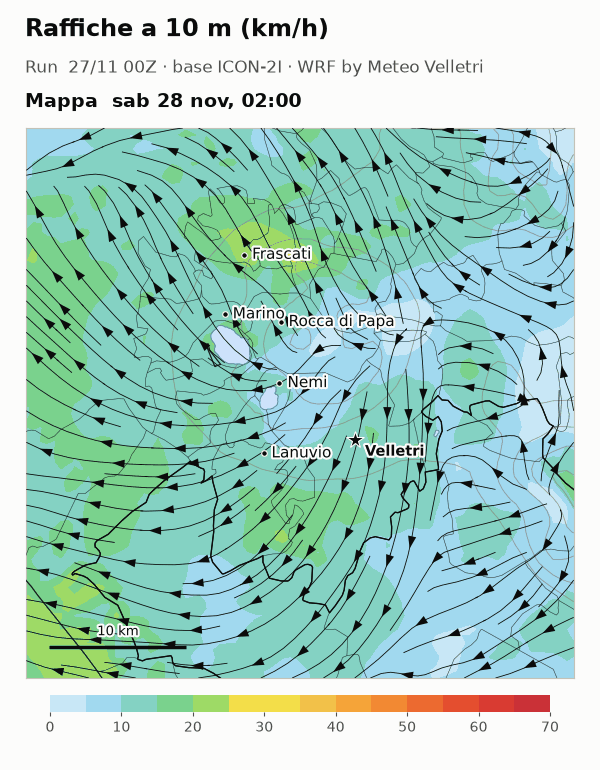 Raffiche a 10 m (km/h)
Run 27/11 00Z · base ICON-2I · WRF by Meteo Velletri
Mappa sab 28 nov, 02:00
Frascati
Marino
Rocca di Papa
Nemi
Lanuvio
Velletri
10 km
0 10 20 30 40 50 60 70